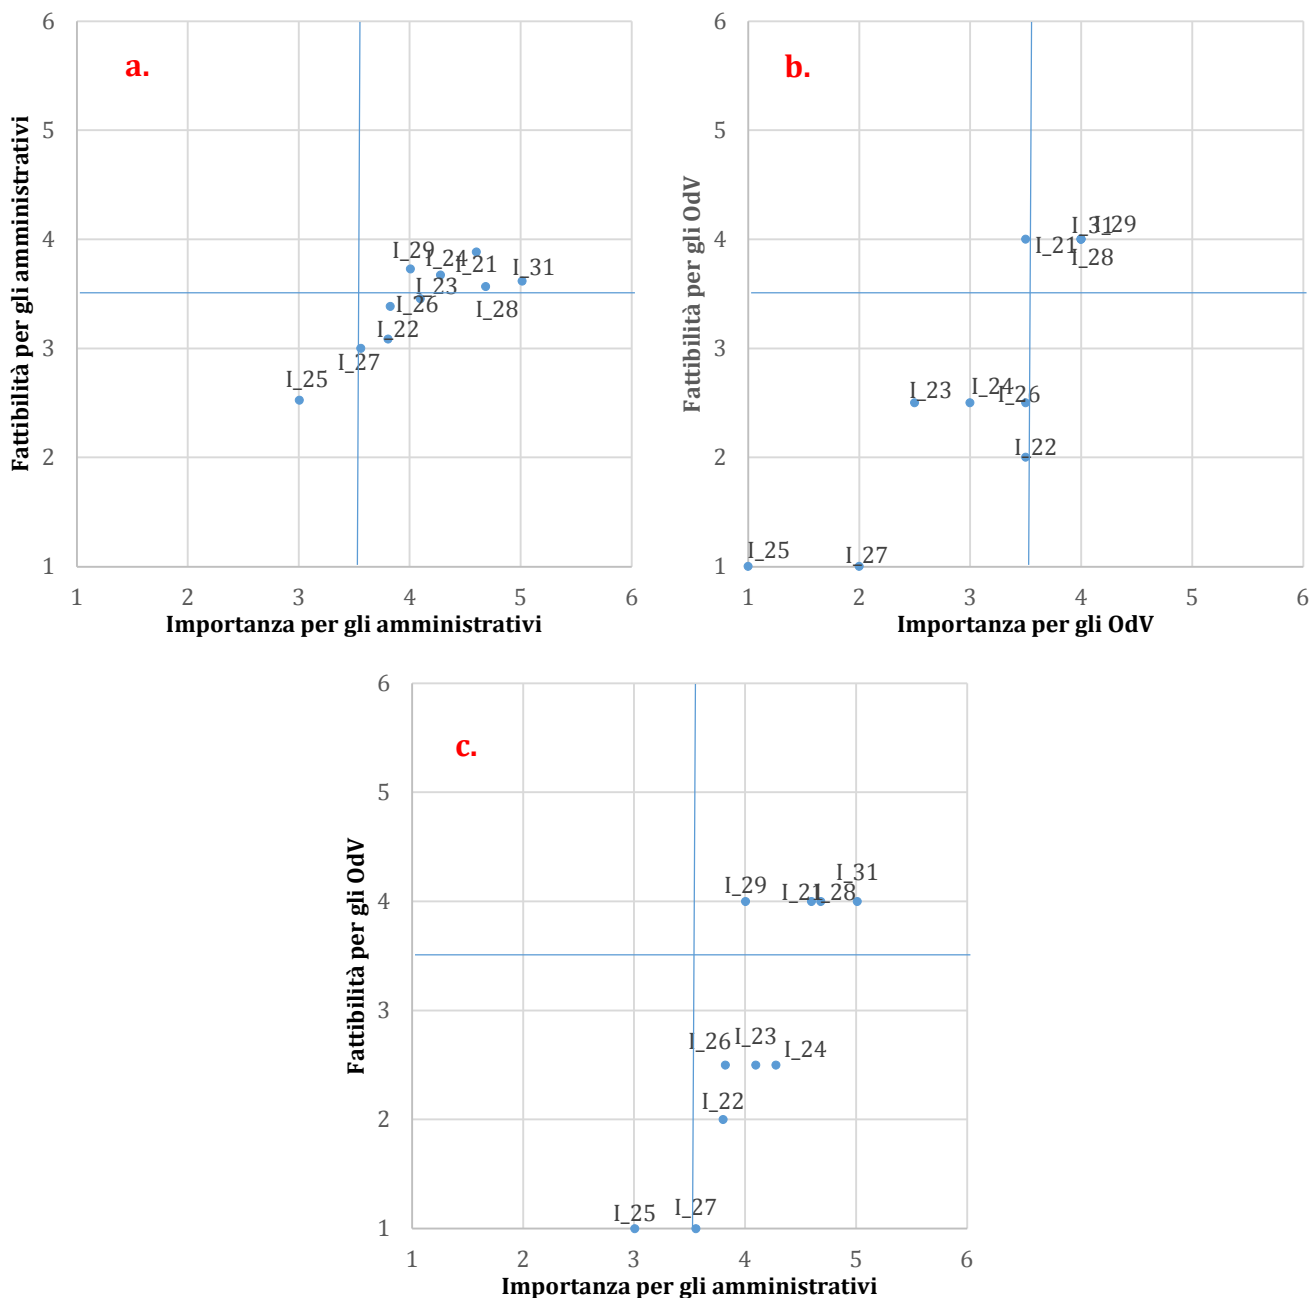 a.
6
5
4
3
2
1
Fattibilità per gli amministrativi
I_29
I_24
I_21
I_31
I_23
I_26
I_28
I_22
I_27
I_25
1
2
3
4
5
6
Importanza per gli amministrativi
b.
6
5
4
3
2
1
Fattibilità per gli OdV
I_31
I_29
I_21
I_28
I_23
I_24
I_26
I_22
I_25
I_27
1
2
3
4
5
6
Importanza per gli OdV
c.
6
5
4
3
2
1
Fattibilità per gli OdV
I_31
I_29
I_21
I_28
I_26
I_23
I_24
I_22
I_25
I_27
1
2
3
4
5
6
Importanza per gli amministrativi